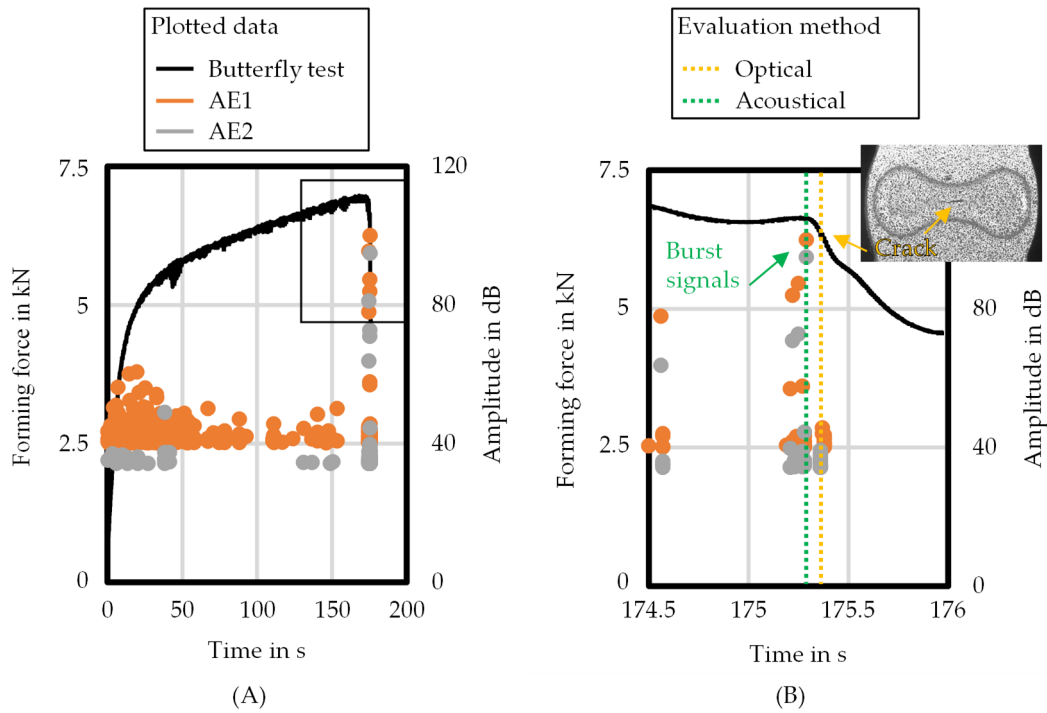 Plotted data
Butterfly test
AE1
AE2
Evaluation method
Optical
Acoustical
7.5
5
2.5
0
Forming force in kN
120
80
40
0
Amplitude in dB
0
50
100
150
200
Time in s
(A)
7.5
5
2.5
0
Forming force in kN
Burst
signals
Crack
80
40
0
Amplitude in dB
174.5
175
175.5
176
Time in s
(B)